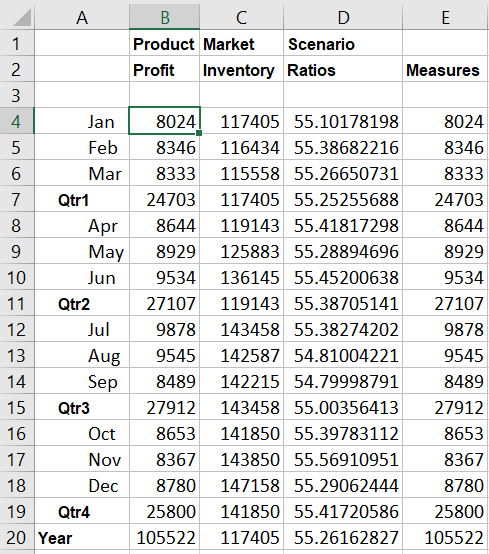 A B C D E
1 Product Market Scenario
2 Profit Inventory Ratios Measures
3
4 Jan 8024 117405 55.10178198 8024
5 Feb 8346 116434 55.38682216 8346
6 Mar 8333 115558 55.26650731 8333
7 Qtr1 24703 117405 55.25255688 24703
8 Apr 8644 119143 55.41817298 8644
9 May 8929 125883 55.28894696 8929
10 Jun 9534 136145 55.45200638 9534
11 Qtr2 27107 119143 55.38705141 27107
12 Jul 9878 143458 55.38274202 9878
13 Aug 9545 142587 54.81004221 9545
14 Sep 8489 142215 54.79998791 8489
15 Qtr3 27912 143458 55.00356413 27912
16 Oct 8653 141850 55.39783112 8653
17 Nov 8367 143850 55.56910951 8367
18 Dec 8780 147158 55.29062444 8780
19 Qtr4 25800 141850 55.41720586 25800
20 Year 105522 117405 55.26162827 105522